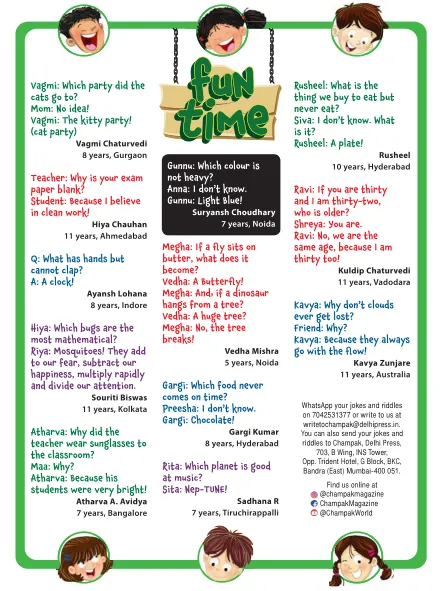 Vagmi: Which party did the
cats go to?
Mom: No idea!
Vagmi: The kitty party!
(cat party)
Vagmi Chaturvedi
8 years, Gurgaon
Teacher: Why is your exam
paper blank?
Student: Because I believe
in clean work!
Hiya Chauhan
11 years, Ahmedabad
Q: What has hands but
cannot clap?
A: A clock!
Ayansh Lohana
8 years, Indore
Hiya: Which bugs are the
most mathematical?
Riya: Mosquitoes! They add
to our fear, subtract our
happiness, multiply rapidly
and divide our attention.
Souriti Biswas
11 years, Kolkata
Atharva: Why did the
teacher wear sunglasses to
the classroom?
Maa: Why?
Atharva: Because his
students were very bright!
Atharva A. Avidya
7 years, Bangalore
fun
time
Gunnu: Which colour is
not heavy?
Anna: I don't know.
Gunnu: Light Blue!
Suryansh Choudhary
7 years, Noida
Megha: If a fly sits on
butter, what does it
become?
Vedha: A Butterfly!
Megha: And, if a dinosaur
hangs from a tree?
Vedha: A huge tree?
Megha: No, the tree
breaks!
Vedha Mishra
5 years, Noida
Gargi: Which food never
comes on time?
Preesha: I don't know.
Gargi: Chocolate!
Gargi Kumar
8 years, Hyderabad
Rita: Which planet is good
at music?
Sita: Nep-TUNE!
Sadhana R
7 years, Tiruchirappalli
Rusheel: What is the
thing we buy to eat but
never eat?
Siva: I don't know. What
is it?
Rusheel: A plate!
Rusheel
10 years, Hyderabad
Ravi: If you are thirty
and I am thirty-two,
who is older?
Shreya: You are.
Ravi: No, we are the
same age, because I am
thirty too!
Kuldip Chaturvedi
11 years, Vadodara
Kavya: Why don't clouds
ever get lost?
Friend: Why?
Kavya: Because they always
go with the flow!
Kavya Zunjare
11 years, Australia
WhatsApp your jokes and riddles
on 7042531377 or write to us at
writetochampak@delhipress.in.
You can also send your jokes and
riddles to Champak, Delhi Press,
703, B Wing, INS Tower,
Opp. Trident Hotel, G Block, BKC,
Bandra (East) Mumbai-400 051.
Find us online at
@champakmagazine
ChampakMagazine
@ChampakWorld